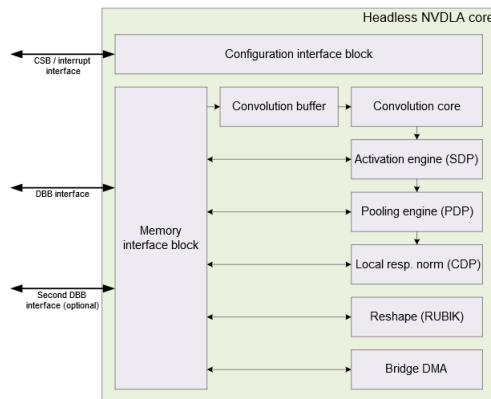 Headless NVDLA core
CSB / interrupt
interface
Configuration interface block
Convolution buffer
Convolution core
Activation engine (SDP)
DBB interface
Pooling engine (PDP)
Memory
interface block
Local resp. norm (CDP)
Second DBB
interface (optional)
Reshape (RUBIK)
Bridge DMA